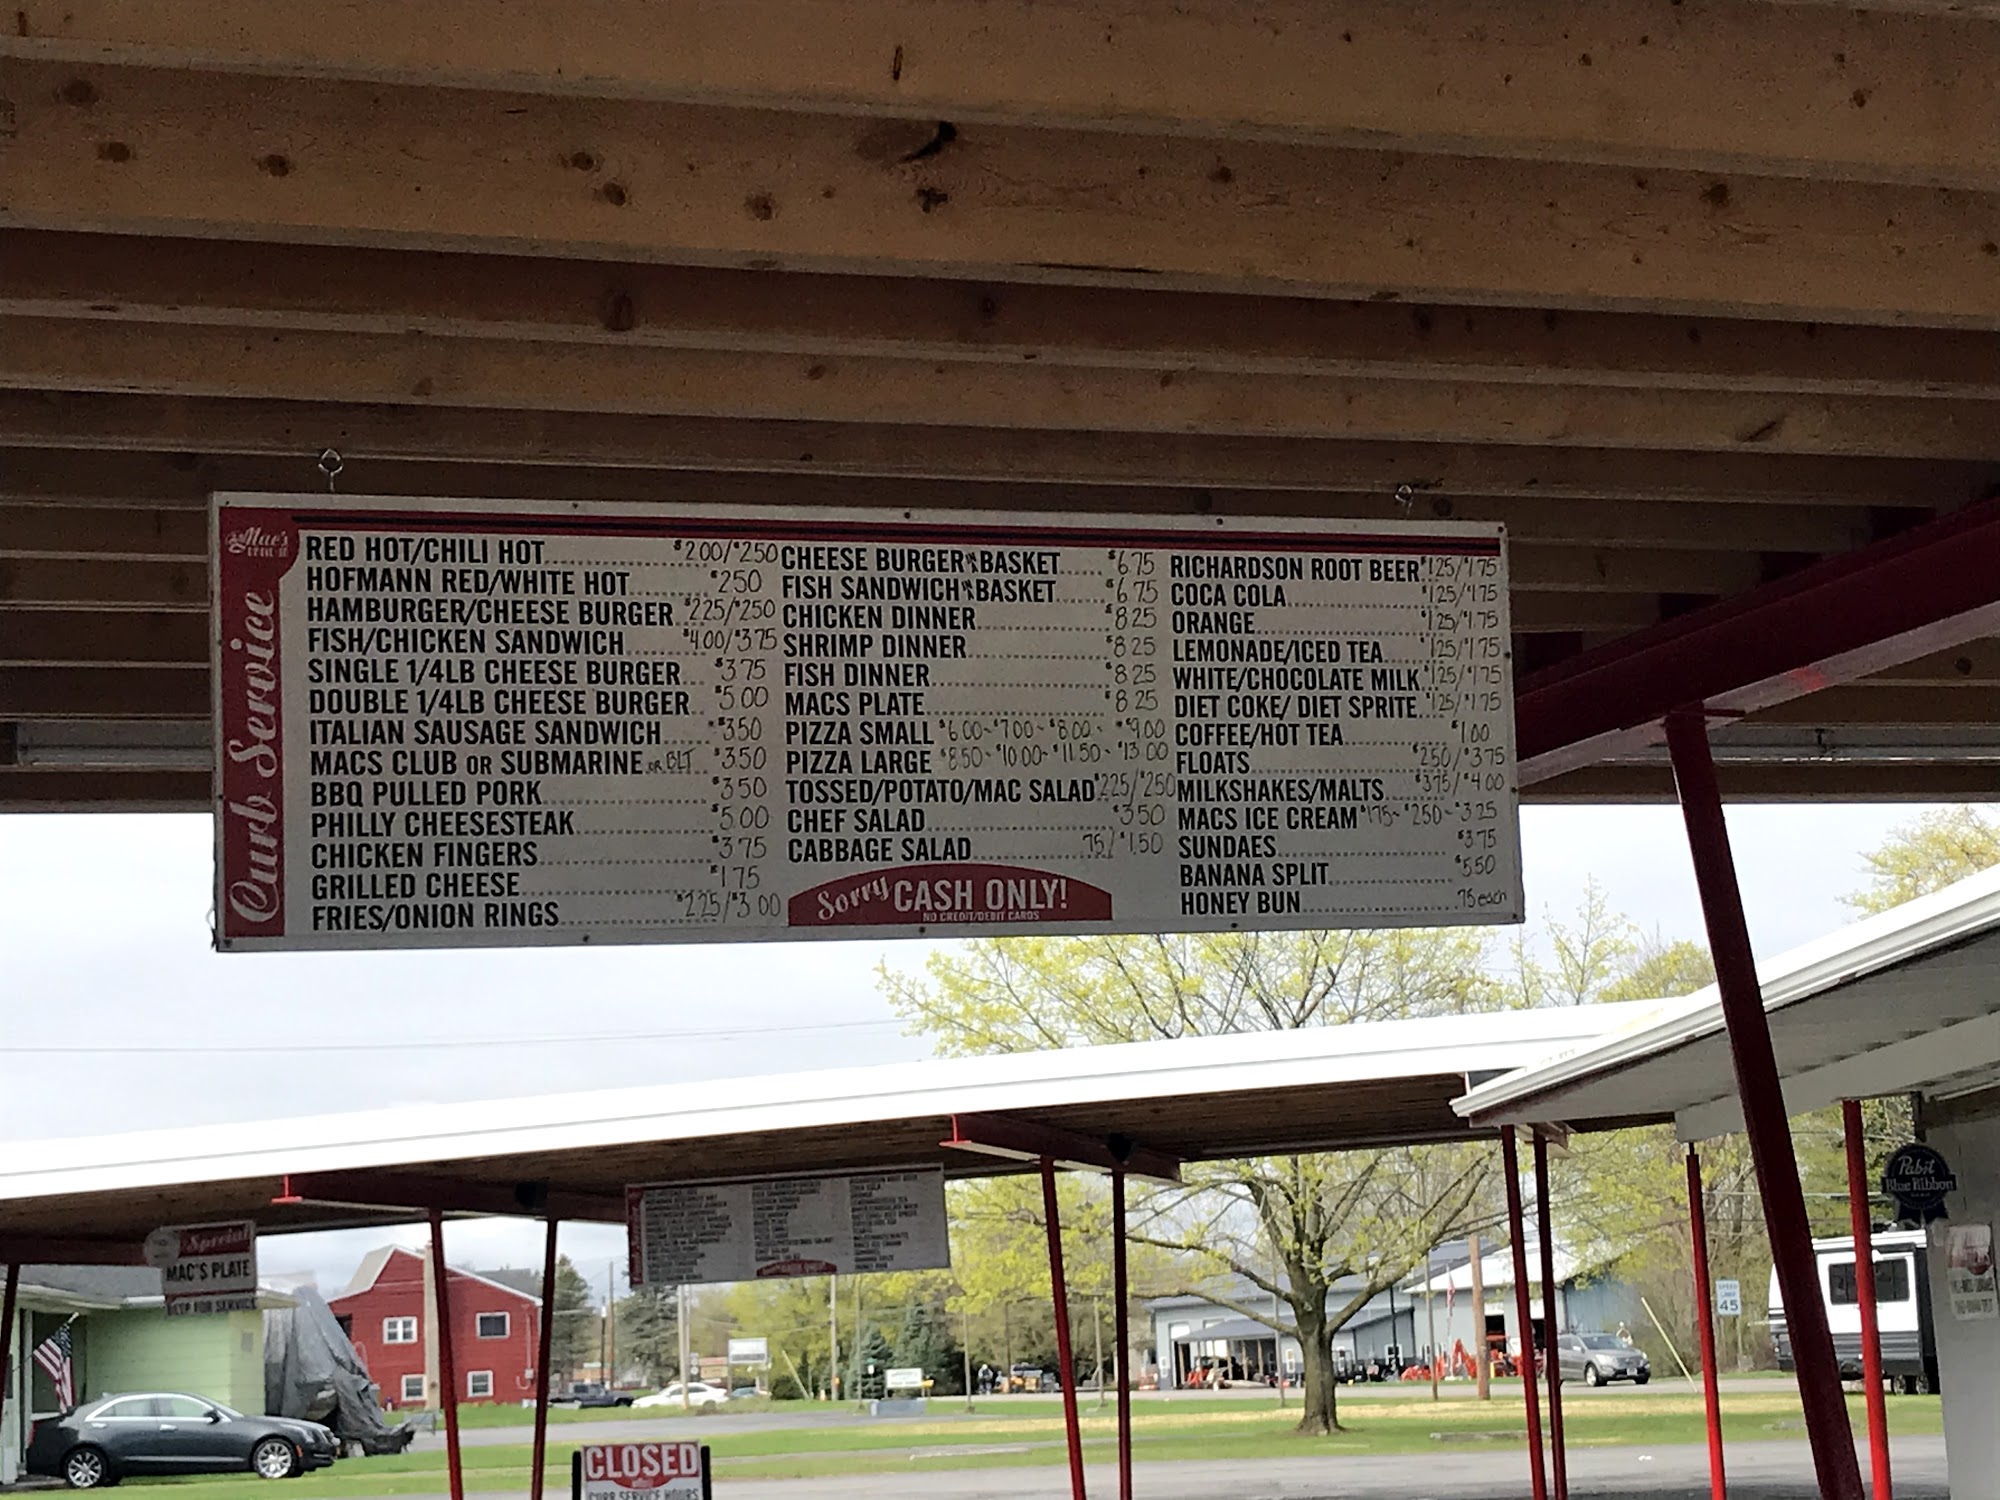 Mac's
DRIVE-IN
Curb Service
RED HOT/CHILI HOT $2.00/$2.50
HOFMANN RED/WHITE HOT $2.50
HAMBURGER/CHEESE BURGER $2.25/$2.50
FISH/CHICKEN SANDWICH $4.00/$3.75
SINGLE 1/4LB CHEESE BURGER $3.75
DOUBLE 1/4LB CHEESE BURGER $5.00
ITALIAN SAUSAGE SANDWICH $3.50
MACS CLUB OR SUBMARINE OR BLT $3.50
BBQ PULLED PORK $3.50
PHILLY CHEESESTEAK $5.00
CHICKEN FINGERS $3.75
GRILLED CHEESE $1.75
FRIES/ONION RINGS $2.25/$3.00
CHEESE BURGER IN BASKET $6.75
FISH SANDWICH IN BASKET $6.75
CHICKEN DINNER $8.25
SHRIMP DINNER $8.25
FISH DINNER $8.25
MACS PLATE $8.25
PIZZA SMALL $6.00-$7.00-$8.00-$9.00
PIZZA LARGE $8.50-$10.00-$11.50-$13.00
TOSSED/POTATO/MAC SALAD $2.25/$2.50
CHEF SALAD $3.50
CABBAGE SALAD .75/$1.50
Sorry CASH ONLY!
NO CREDIT/DEBIT CARDS
RICHARDSON ROOT BEER $1.25/$1.75
COCA COLA $1.25/$1.75
ORANGE $1.25/$1.75
LEMONADE/ICED TEA $1.25/$1.75
WHITE/CHOCOLATE MILK $1.25/$1.75
DIET COKE/ DIET SPRITE $1.25/$1.75
COFFEE/HOT TEA $1.00
FLOATS $2.50/$3.75
MILKSHAKES/MALTS $3.75/$4.00
MACS ICE CREAM $1.75-$2.50-$3.25
SUNDAES $3.75
BANANA SPLIT $5.50
HONEY BUN .75 each
Pabst
Blue Ribbon
Special
MAC'S PLATE
BEEP FOR SERVICE
SPEED
LIMIT
45
CLOSED
CURB SERVICE HOURS